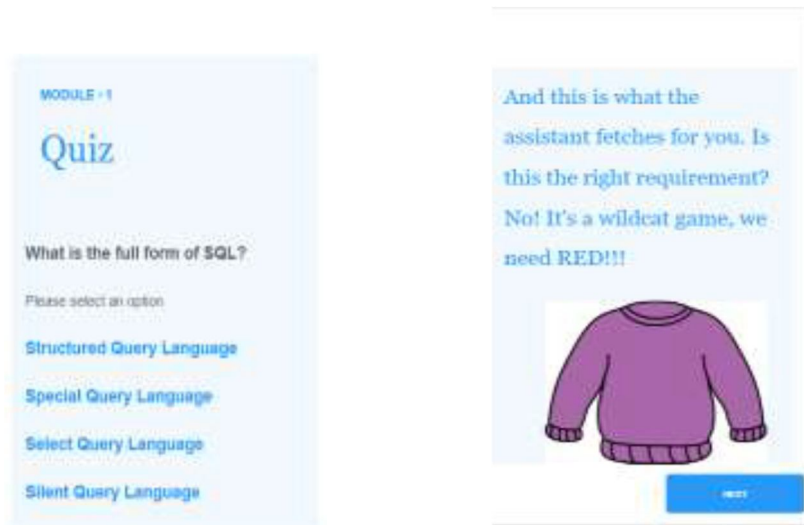 MODULE - 1
Quiz
What is the full form of SQL?
Please select an option
Structured Query Language
Special Query Language
Select Query Language
Silent Query Language
And this is what the
assistant fetches for you. Is
this the right requirement?
No! It's a wildcat game, we
need RED!!!
NEXT